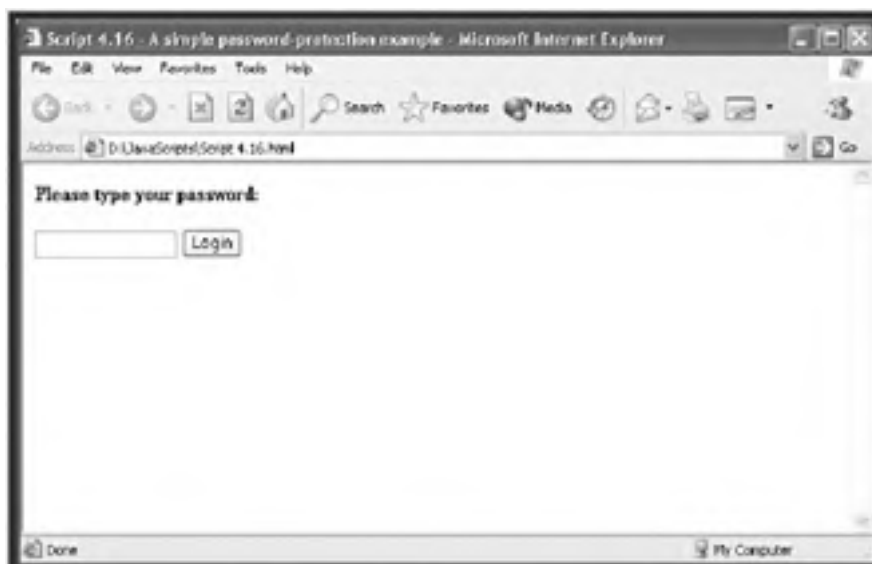 Script 4.16 - A simple password-protection example - Microsoft Internet Explorer
File Edit View Favorites Tools Help
Back Search Favorites Media
Address D:\JavaScripts\Script 4.16.html Go
Please type your password:
Login
Done My Computer